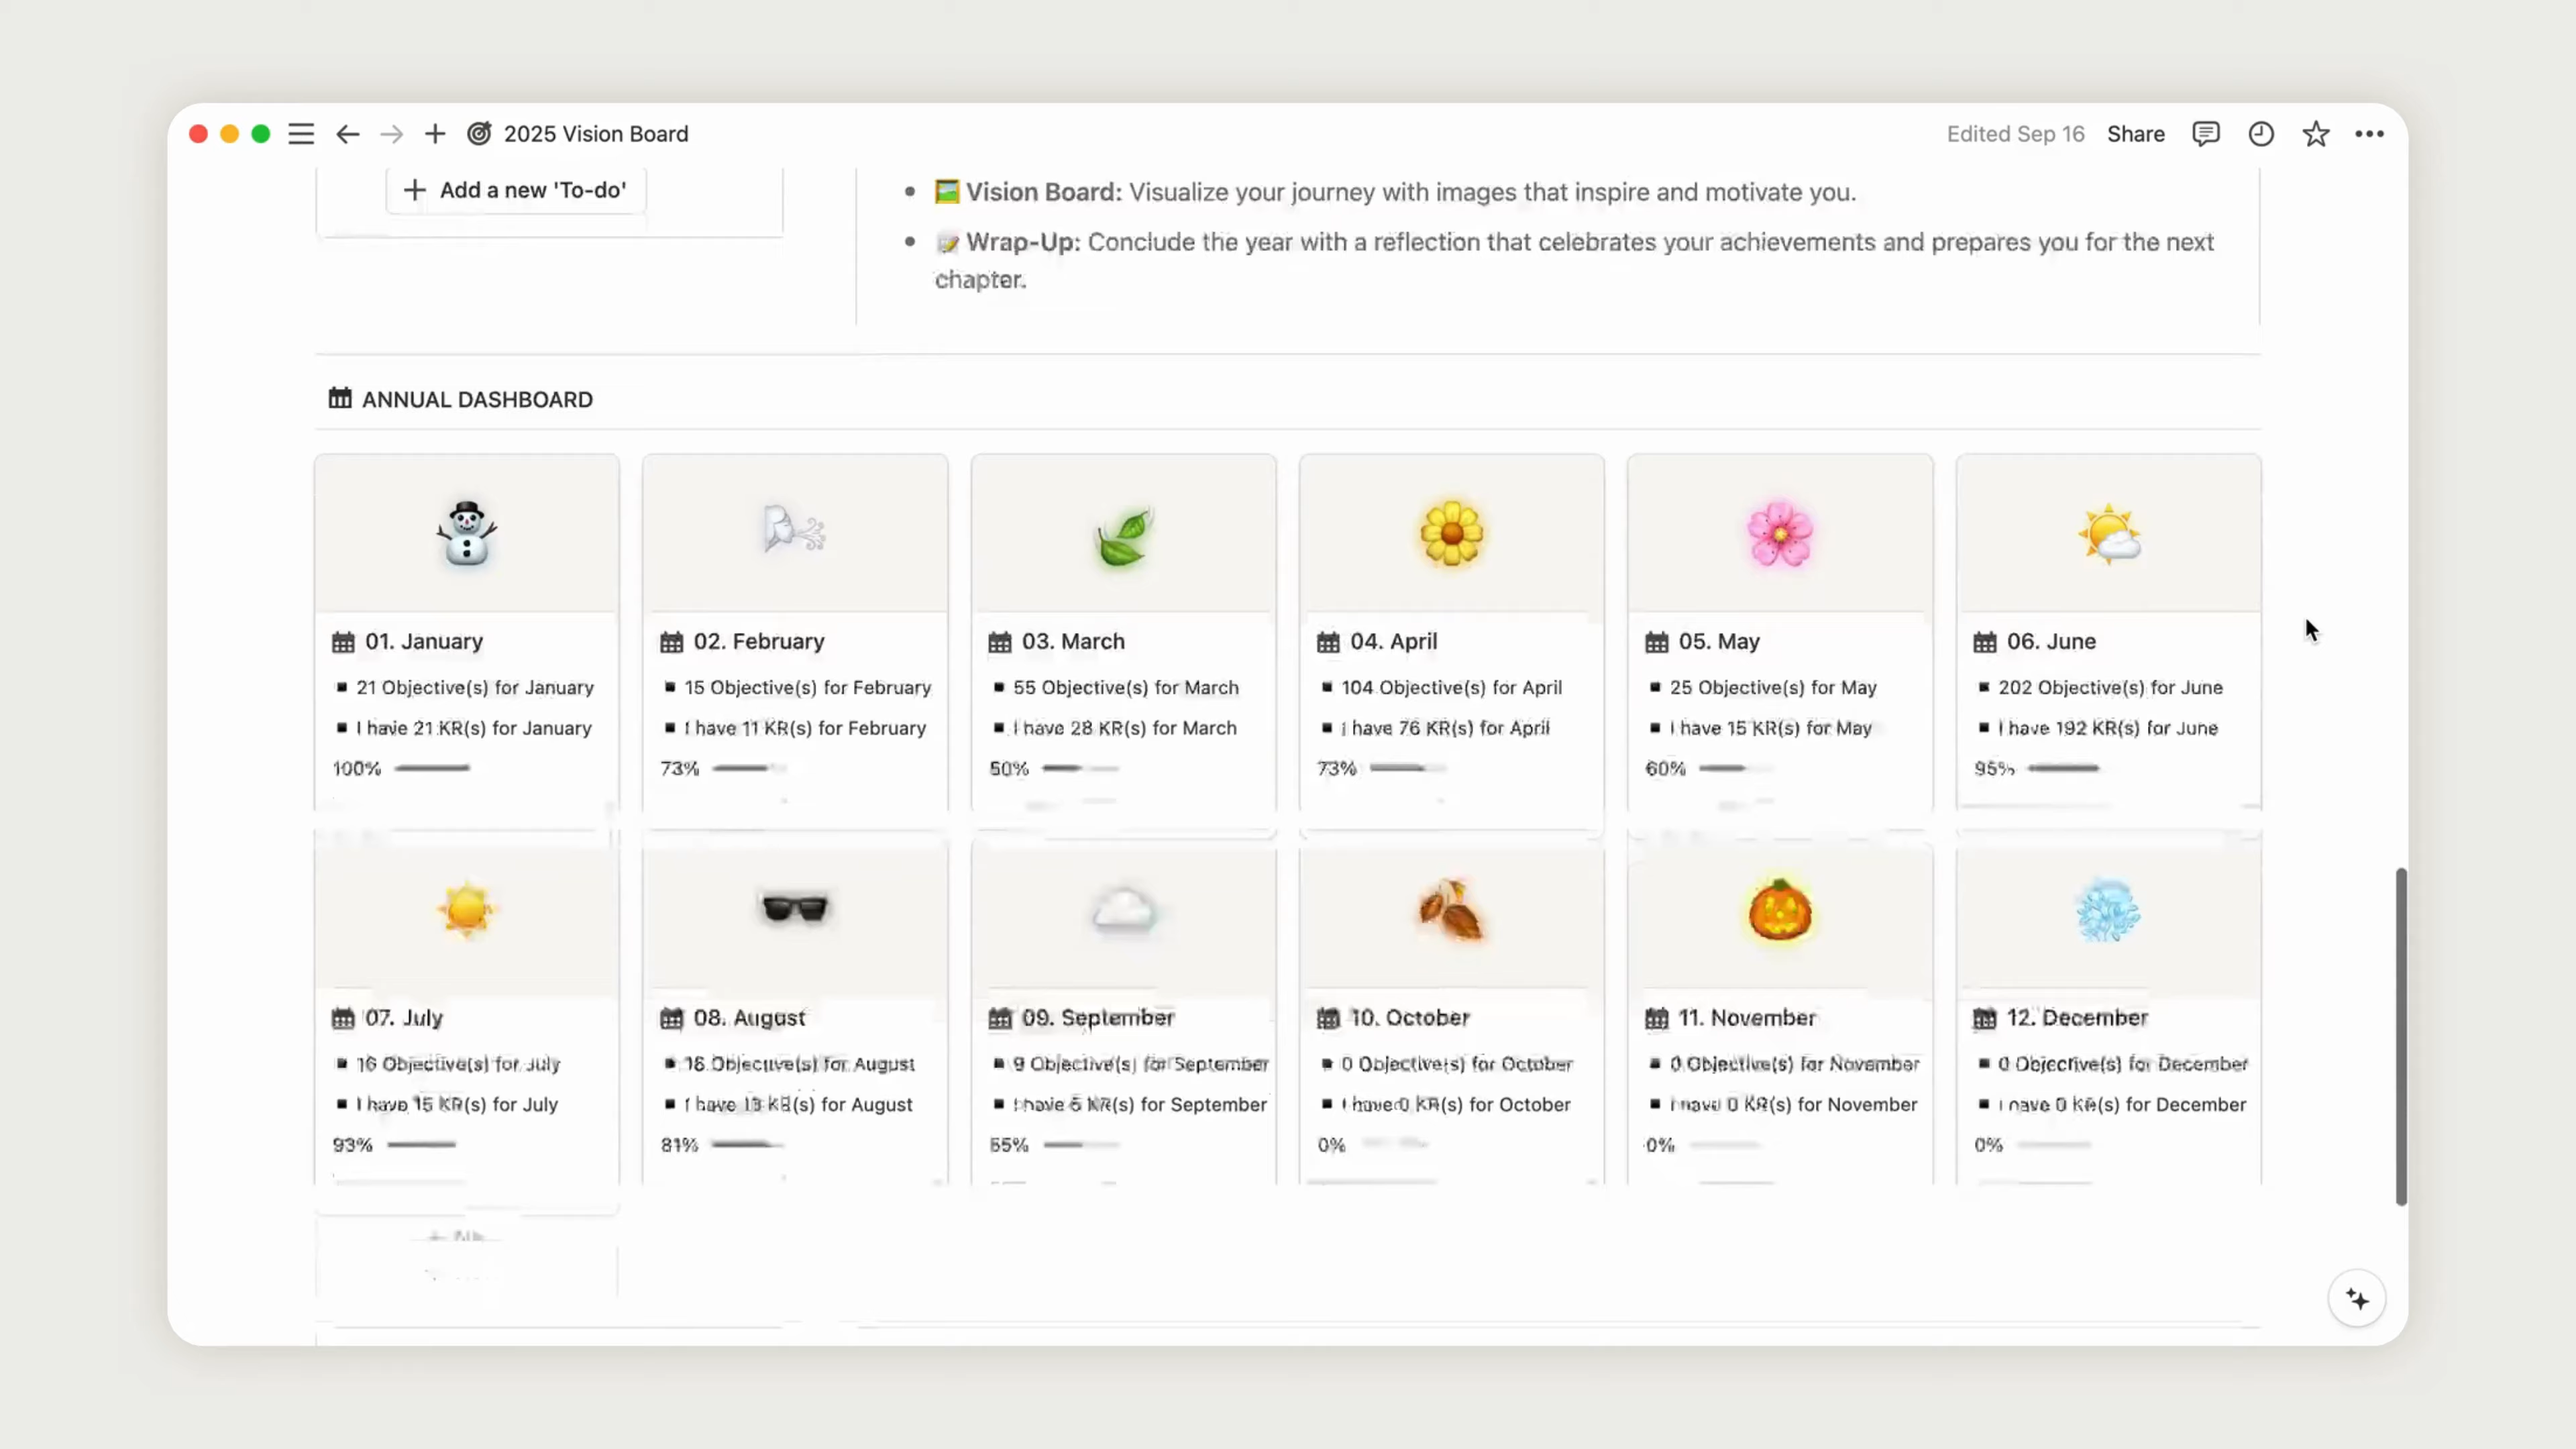 2025 Vision Board
Edited Sep 16 Share
+ Add a new 'To-do'
Vision Board: Visualize your journey with images that inspire and motivate you.
Wrap-Up: Conclude the year with a reflection that celebrates your achievements and prepares you for the next
chapter.
ANNUAL DASHBOARD
01. January
21 Objective(s) for January
I have 21 KR(s) for January
100%
02. February
15 Objective(s) for February
I have 11 KR(s) for February
73%
03. March
55 Objective(s) for March
I have 28 KR(s) for March
50%
04. April
104 Objective(s) for April
I have 76 KR(s) for April
73%
05. May
25 Objective(s) for May
I have 15 KR(s) for May
60%
06. June
202 Objective(s) for June
I have 192 KR(s) for June
95%
07. July
16 Objective(s) for July
I have 15 KR(s) for July
93%
08. August
Objective(s) for August
I have KR(s) for August
81%
09. September
9 Objective(s) for September
I have KR(s) for September
10. October
0 Objective(s) for October
I have 0 KR(s) for October
0%
11. November
0 Objective(s) for November
I have 0 KR(s) for November
0%
12. December
0 Objective(s) for December
I have 0 KR(s) for December
0%